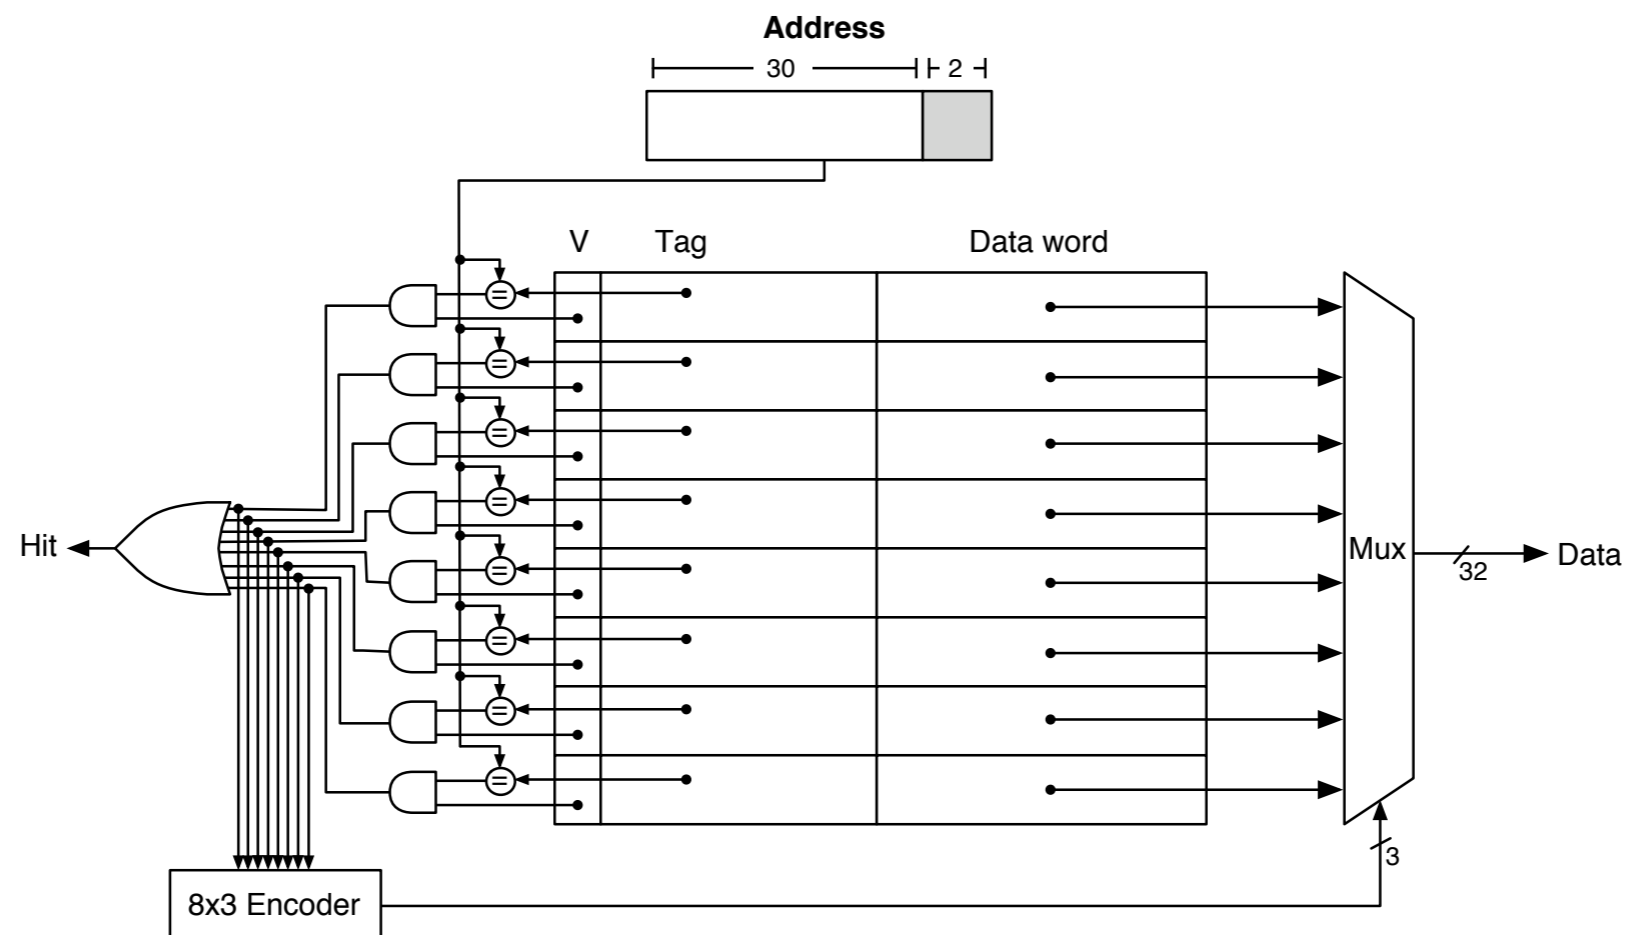 Address
30 2
V Tag Data word
=
=
=
=
=
=
=
=
Hit
Mux
32
Data
3
8x3 Encoder